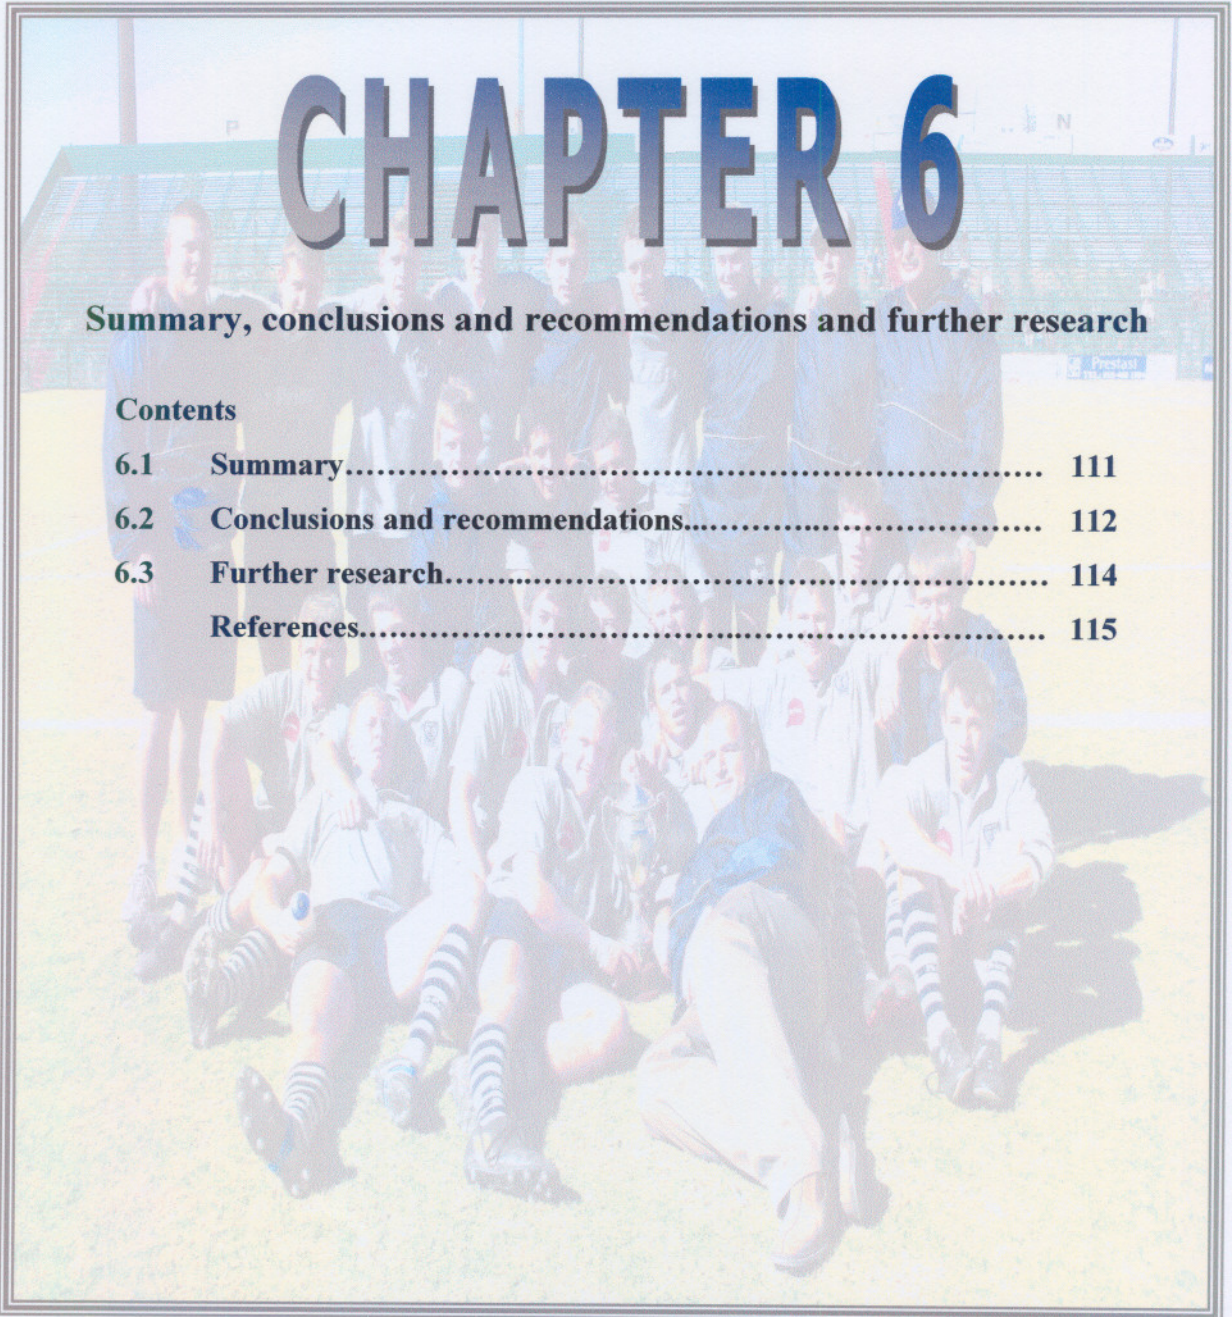 CHAPTER 6
P N
Summary, conclusions and recommendations and further research
Prestasi
Contents
6.1 Summary........................................................................ 111
6.2 Conclusions and recommendations.................................... 112
6.3 Further research.............................................................. 114
References....................................................................... 115